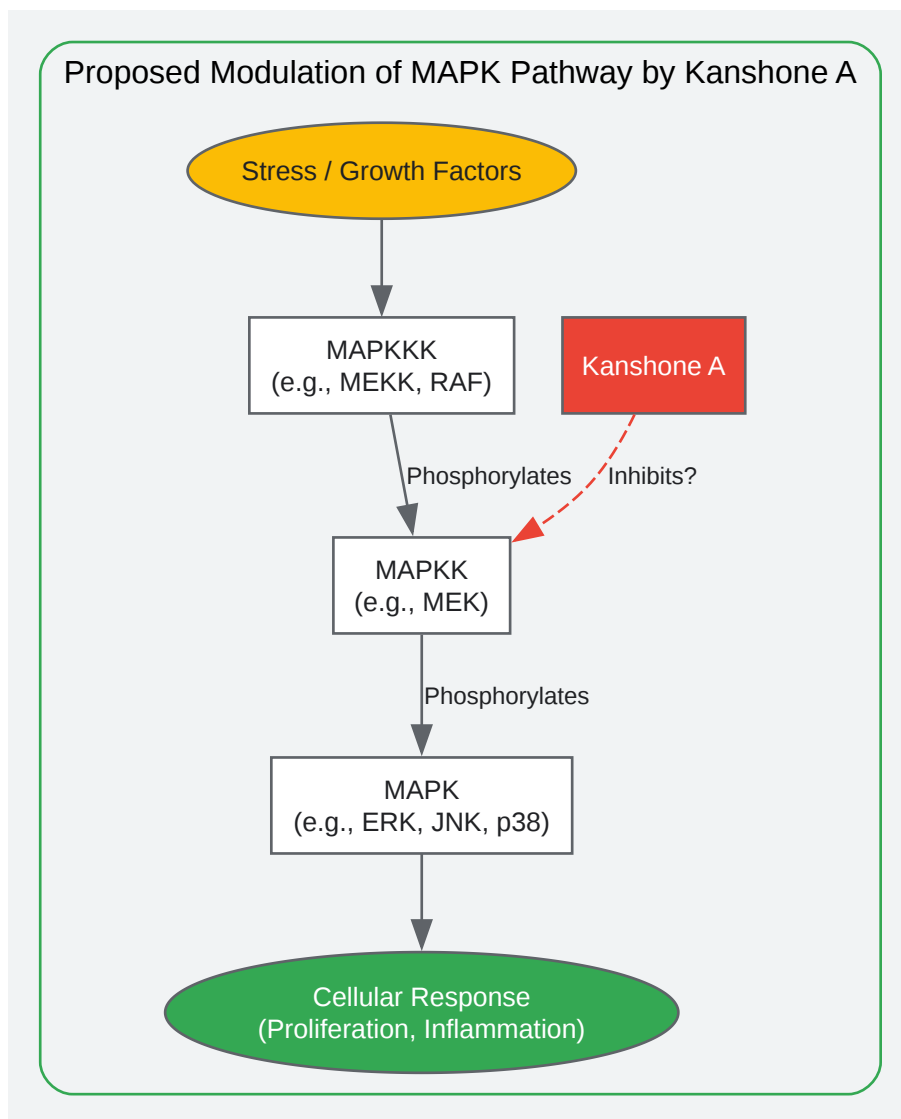 Proposed Modulation of MAPK Pathway by Kanshone A
Stress / Growth Factors
MAPKKK
(e.g., MEKK, RAF)
Kanshone A
Phosphorylates
Inhibits?
MAPKK
(e.g., MEK)
Phosphorylates
MAPK
(e.g., ERK, JNK, p38)
Cellular Response
(Proliferation, Inflammation)